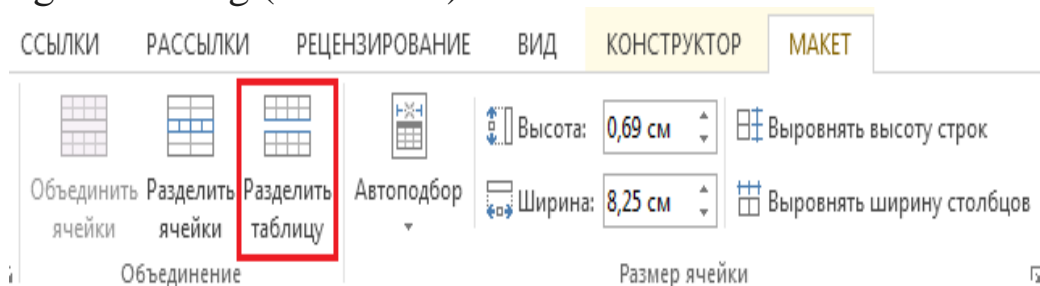 ССЫЛКИ РАССЫЛКИ РЕЦЕНЗИРОВАНИЕ ВИД КОНСТРУКТОР МАКЕТ
Объединить ячейки
Разделить ячейки
Разделить таблицу
Автоподбор
Высота: 0,69 см
Ширина: 8,25 см
Выровнять высоту строк
Выровнять ширину столбцов
Объединение
Размер ячейки